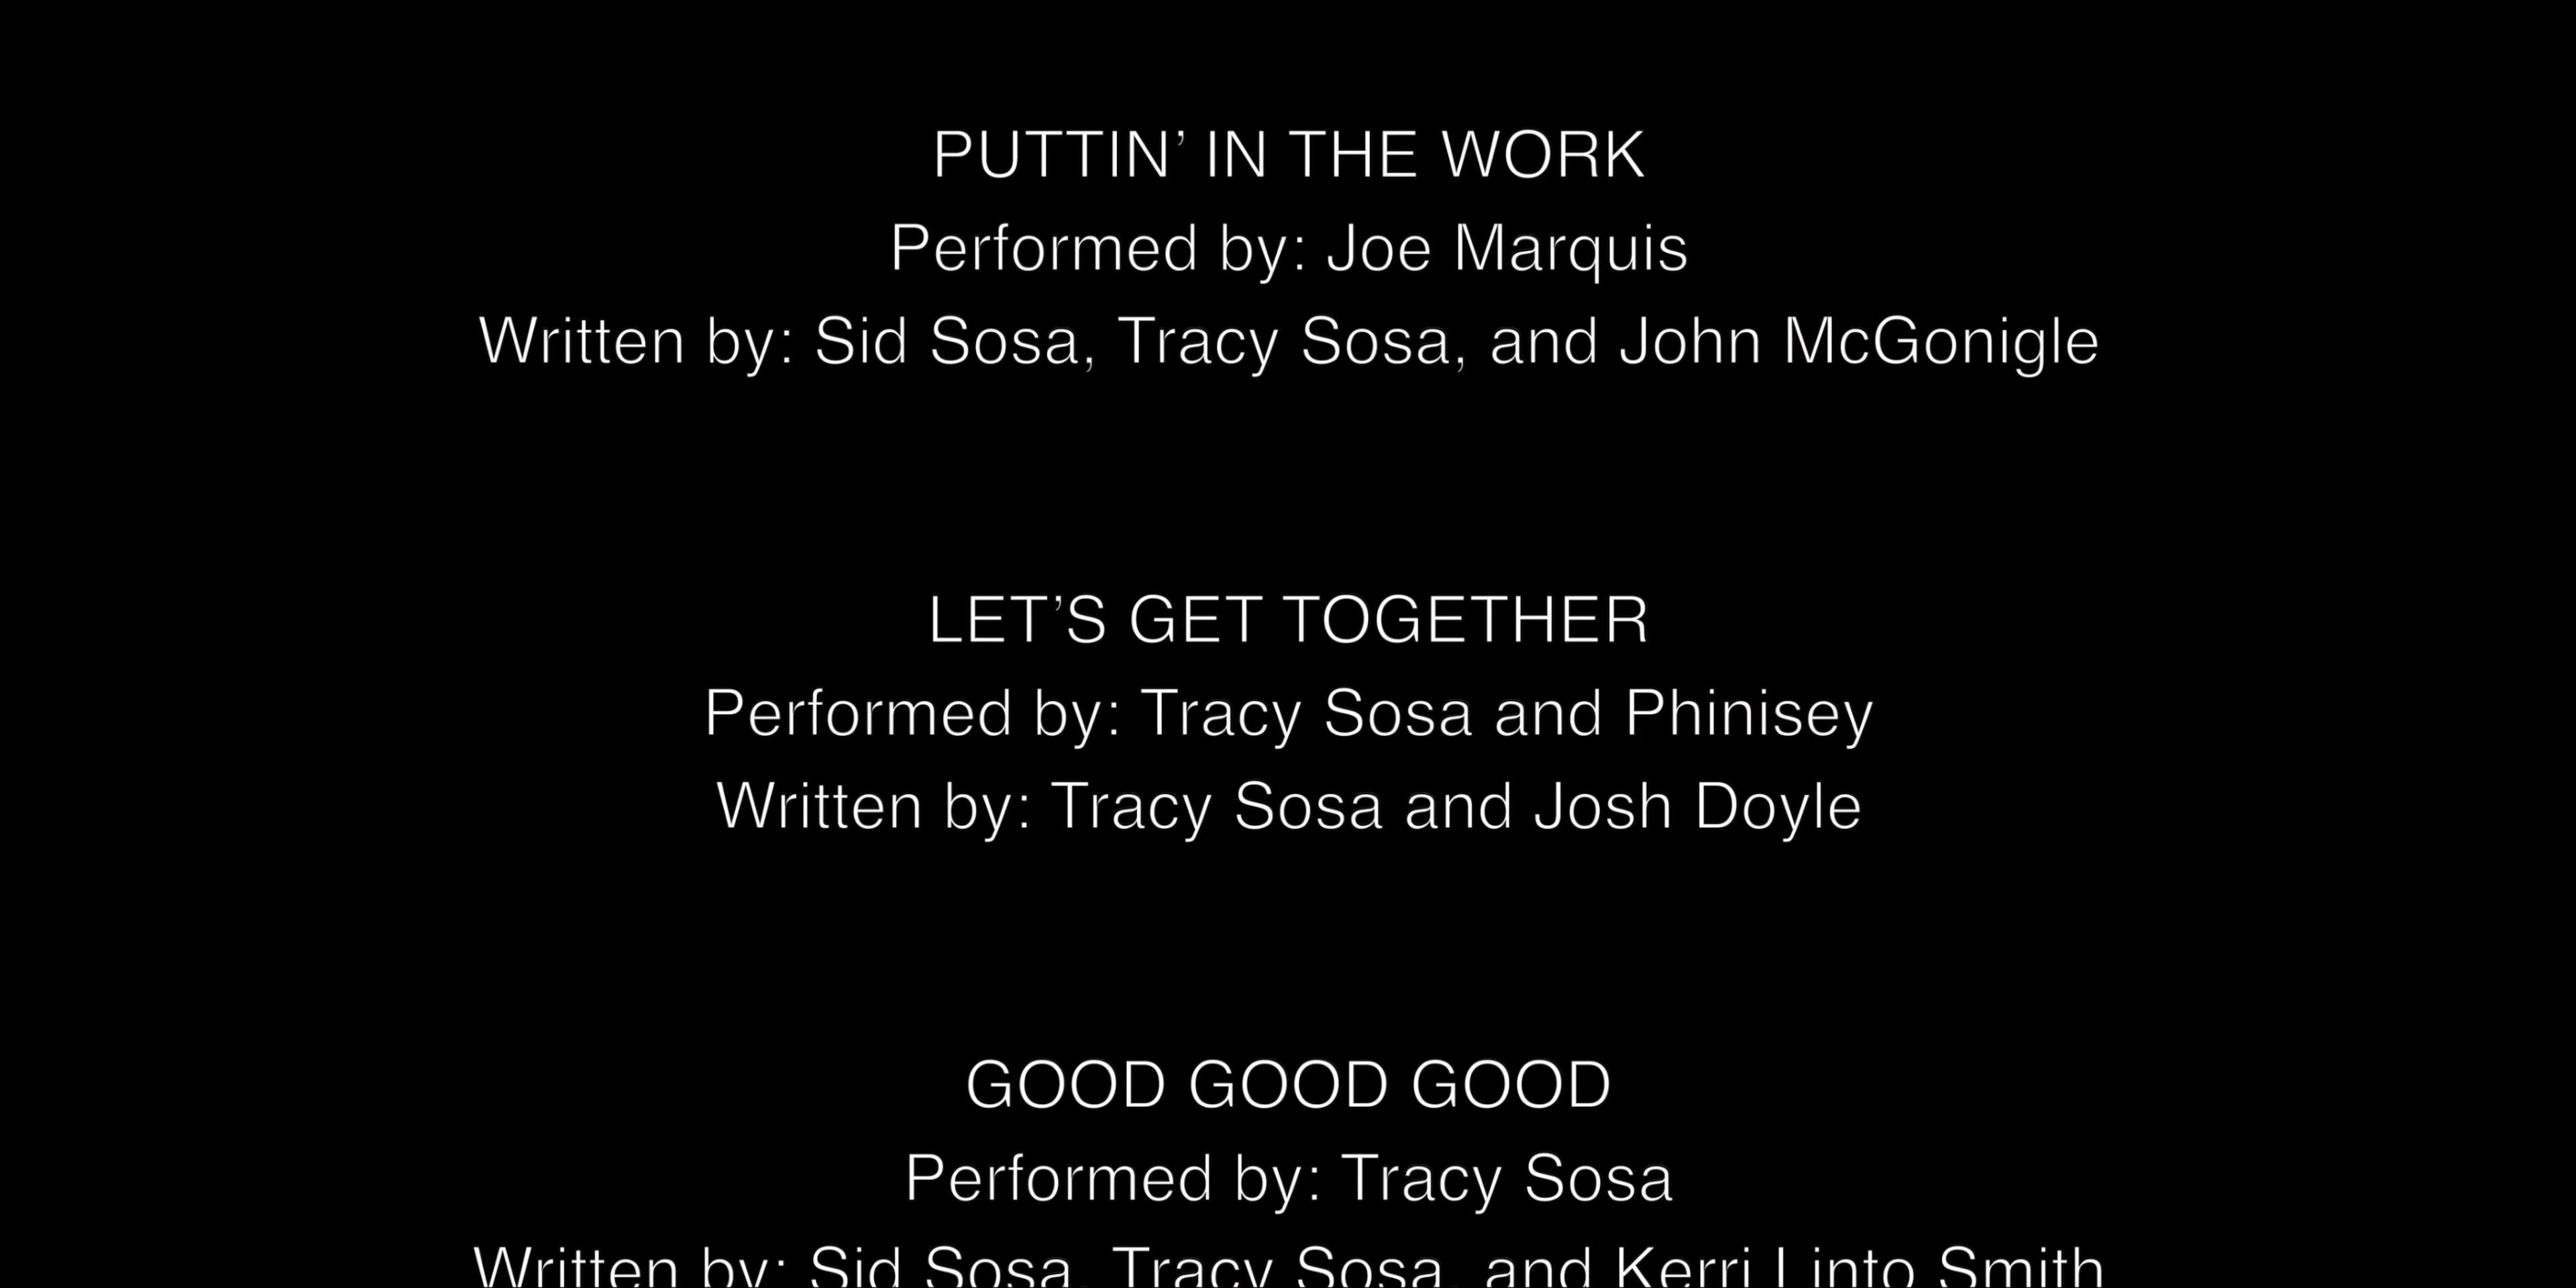 PUTTIN’ IN THE WORK
Performed by: Joe Marquis
Written by: Sid Sosa, Tracy Sosa, and John McGonigle
LET’S GET TOGETHER
Performed by: Tracy Sosa and Phinisey
Written by: Tracy Sosa and Josh Doyle
GOOD GOOD GOOD
Performed by: Tracy Sosa
Written by: Sid Sosa, Tracy Sosa, and Kerri Linto Smith